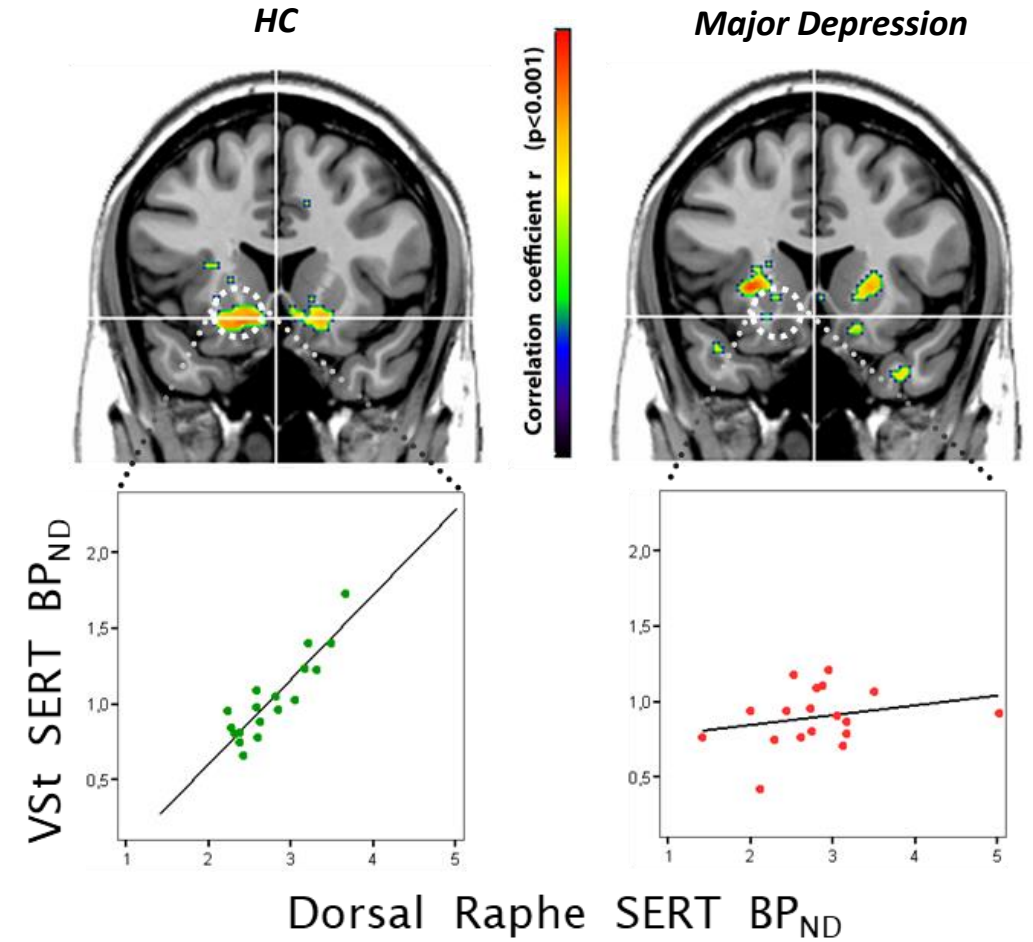 HC
Major Depression
Correlation coefficient r (p<0.001)
VSt SERT BP_ND
2,0
1,5
1,0
0,5
1 2 3 4 5
2,0
1,5
1,0
0,5
1 2 3 4 5
Dorsal Raphe SERT BP_ND